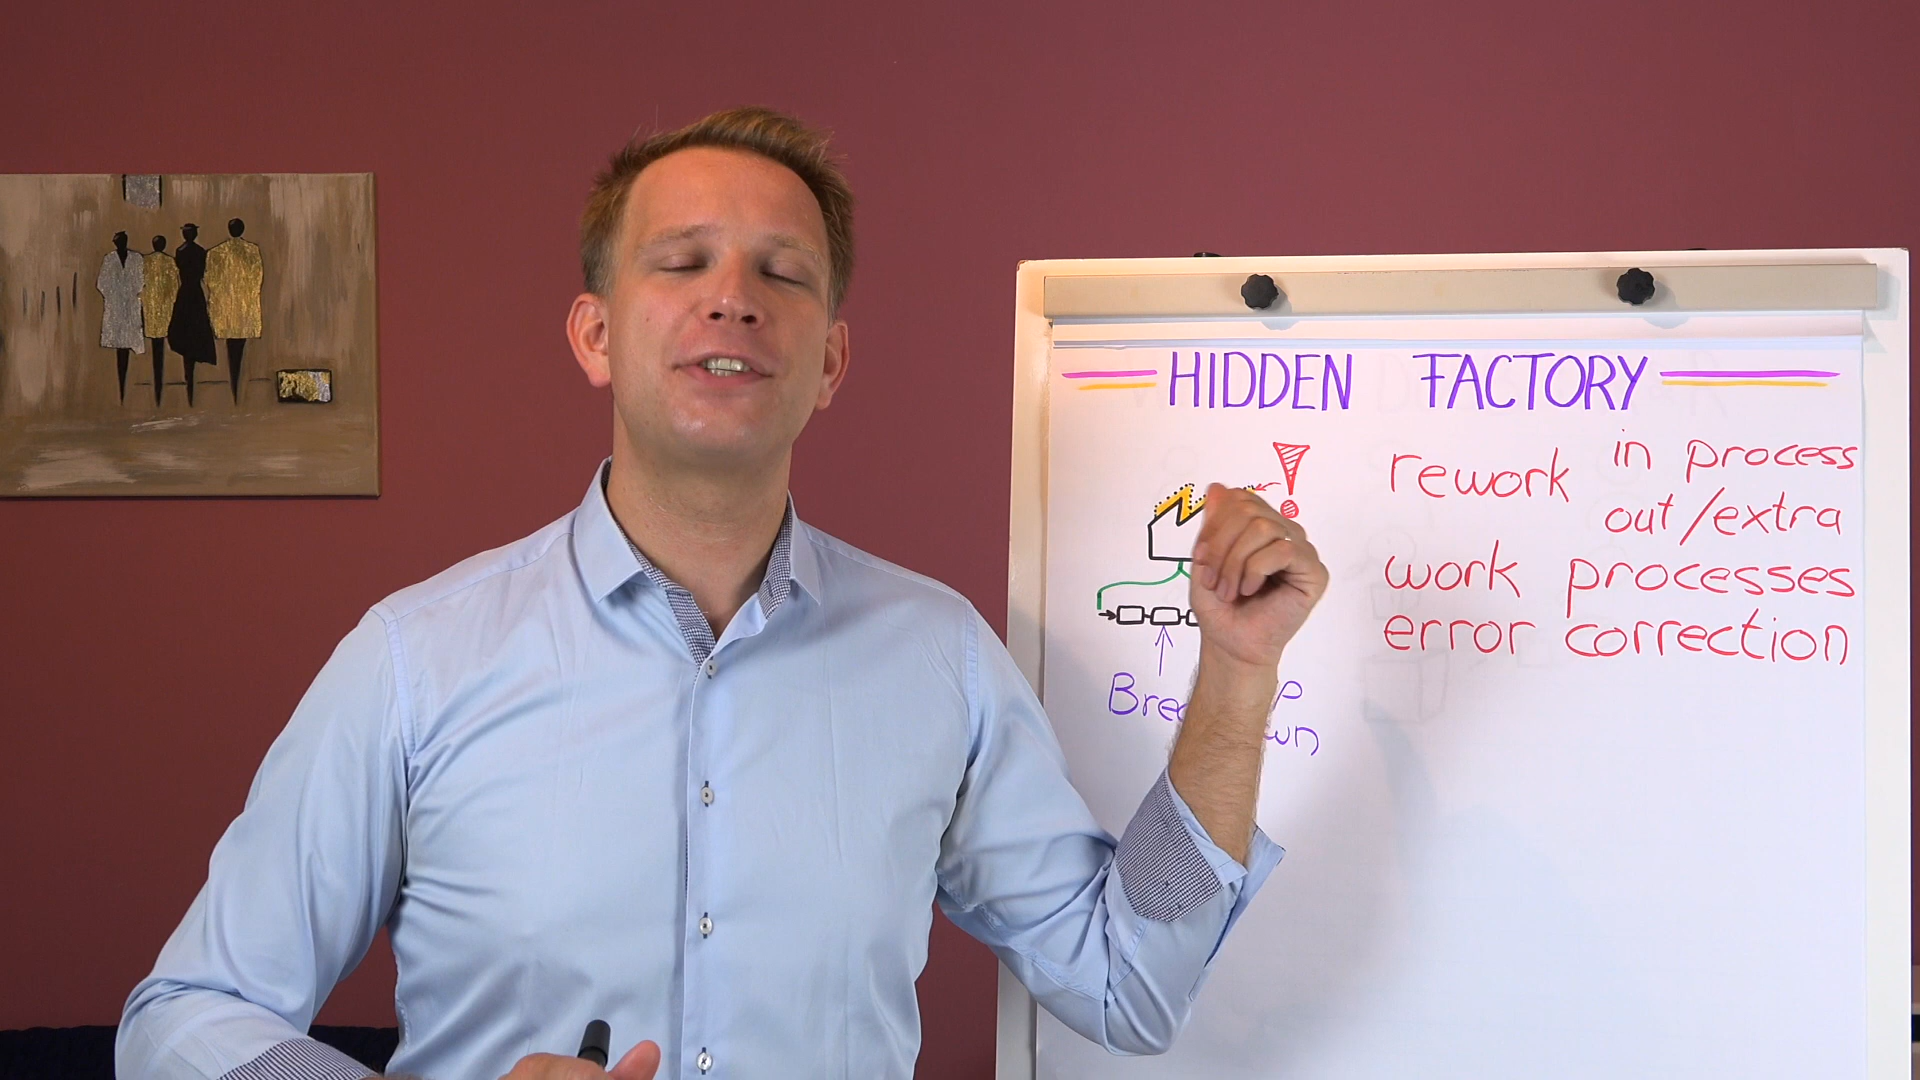 HIDDEN FACTORY
rework in process
out/extra
work processes
error correction